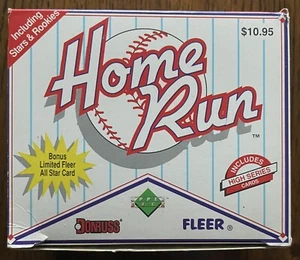 Including
Stars & Rookies
$10.95
Home
Run
TM
Bonus
Limited Fleer
All Star Card
INCLUDES
HIGH SERIES
CARDS
DONRUSS
FLEER®